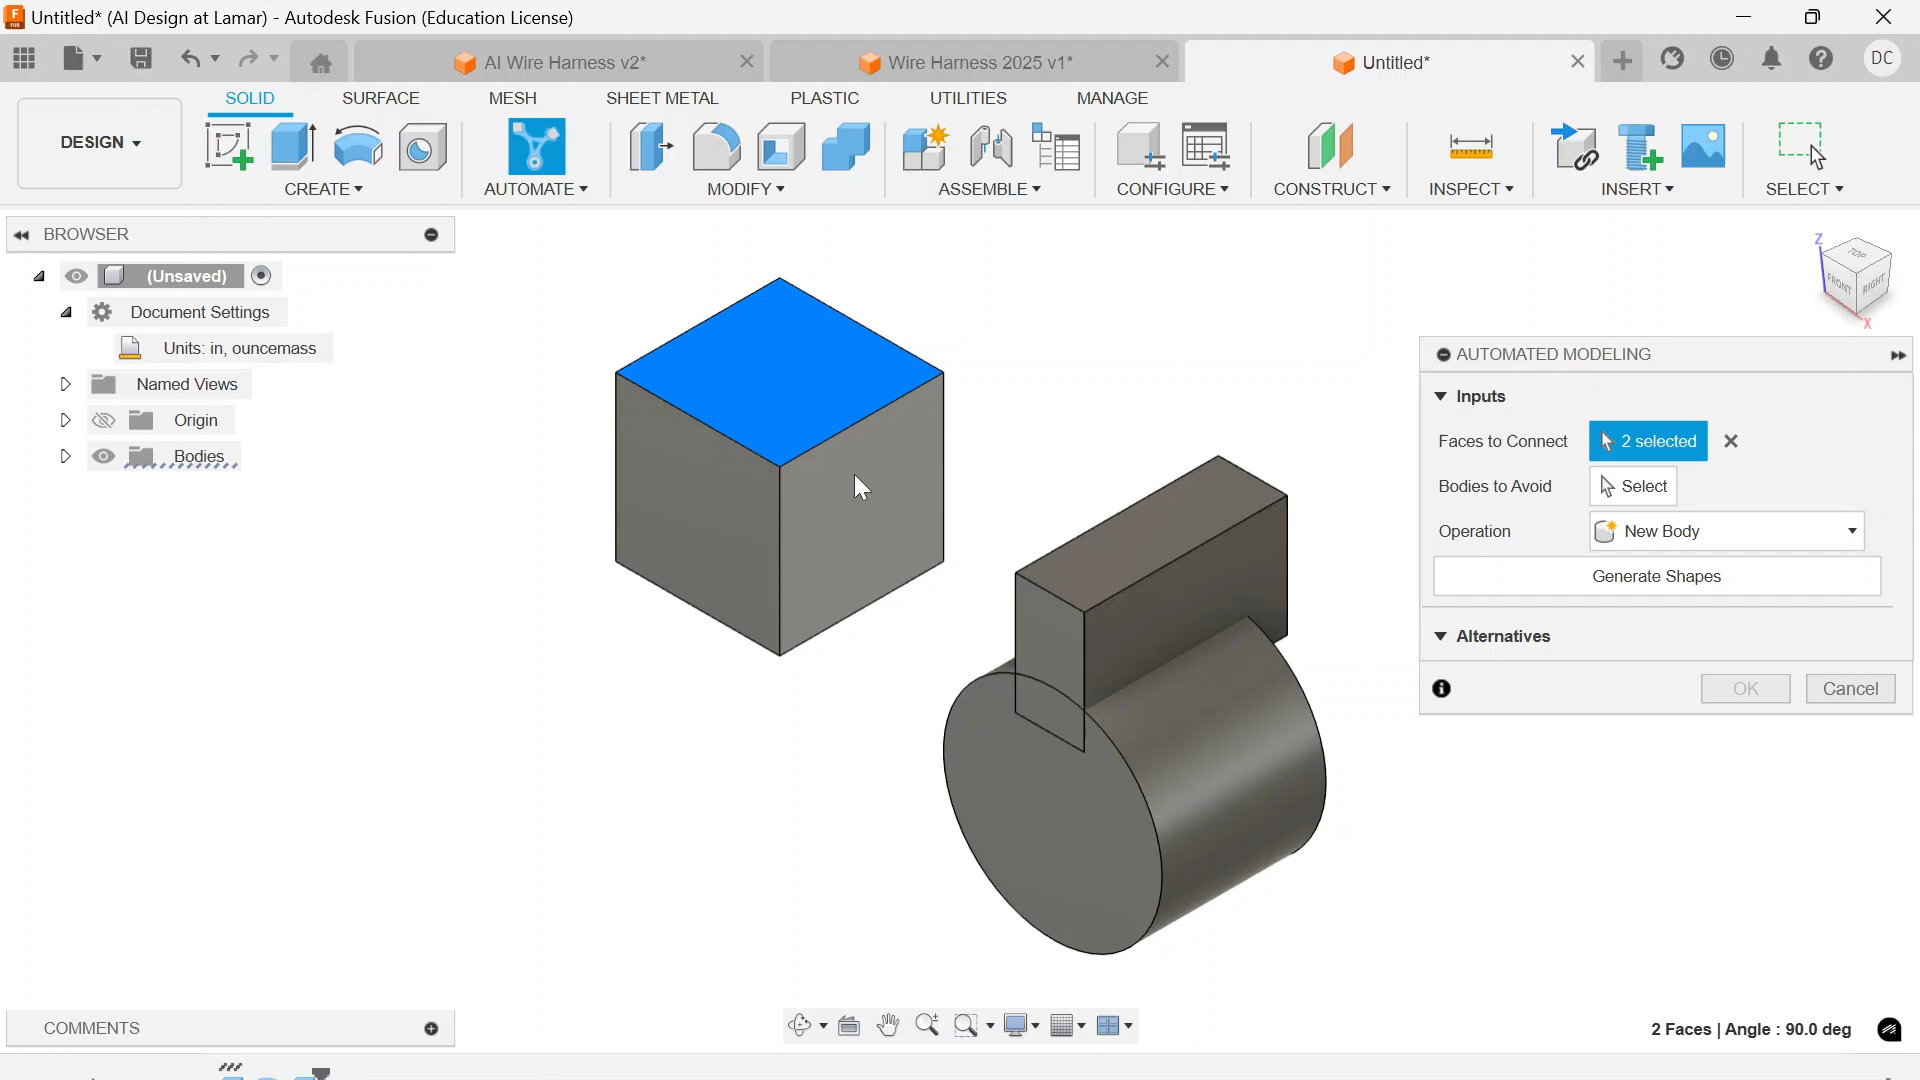 Untitled* (AI Design at Lamar) - Autodesk Fusion (Education License)
AI Wire Harness v2*
Wire Harness 2025 v1*
Untitled*
DC
DESIGN
SOLID
SURFACE
MESH
SHEET METAL
PLASTIC
UTILITIES
MANAGE
CREATE
AUTOMATE
MODIFY
ASSEMBLE
CONFIGURE
CONSTRUCT
INSPECT
INSERT
SELECT
BROWSER
(Unsaved)
Document Settings
Units: in, ouncemass
Named Views
Origin
Bodies
Z
TOP
FRONT
RIGHT
X
AUTOMATED MODELING
Inputs
Faces to Connect
2 selected
Bodies to Avoid
Select
Operation
New Body
Generate Shapes
Alternatives
OK
Cancel
COMMENTS
2 Faces | Angle : 90.0 deg